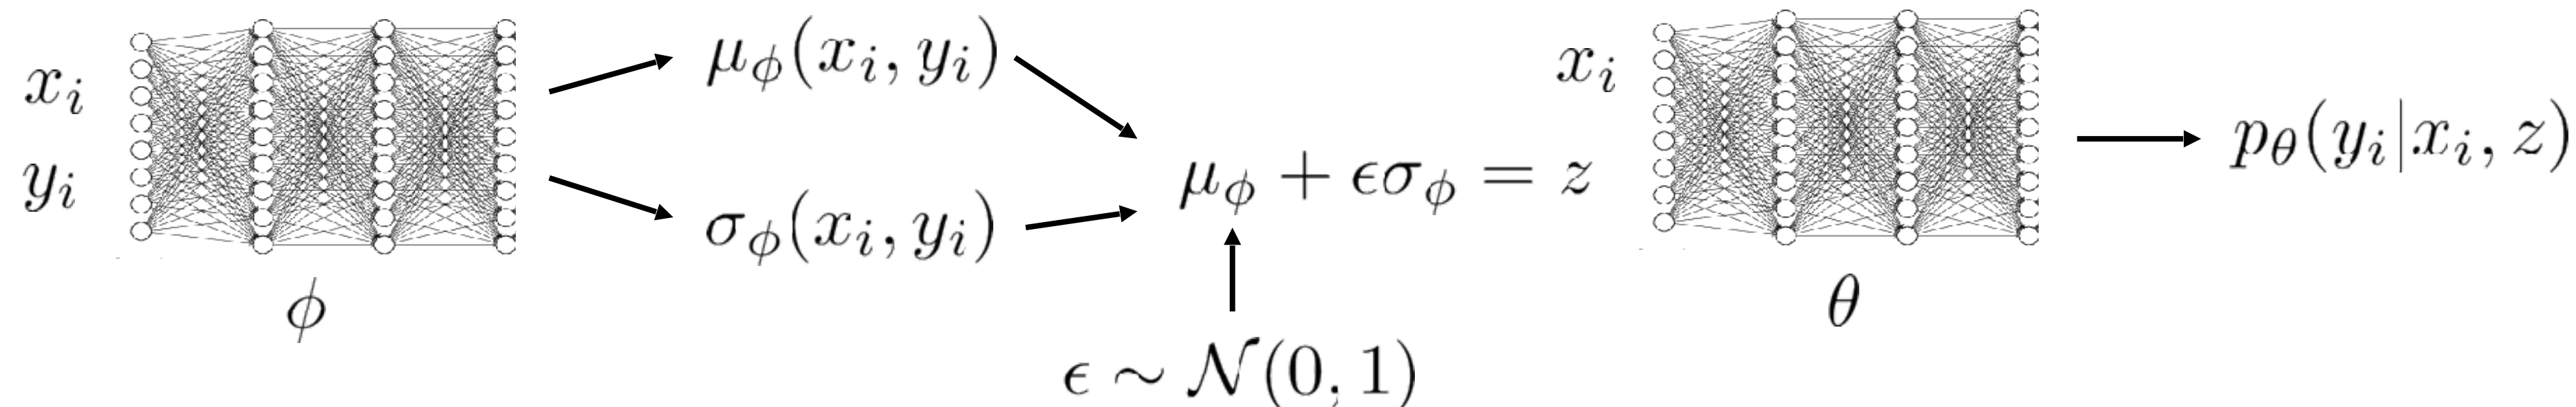 x_i
y_i
ϕ
μ_ϕ(x_i, y_i)
σ_ϕ(x_i, y_i)
μ_ϕ + ϵσ_ϕ = z
ϵ ∼ 𝒩(0, 1)
x_i
θ
p_θ(y_i|x_i, z)